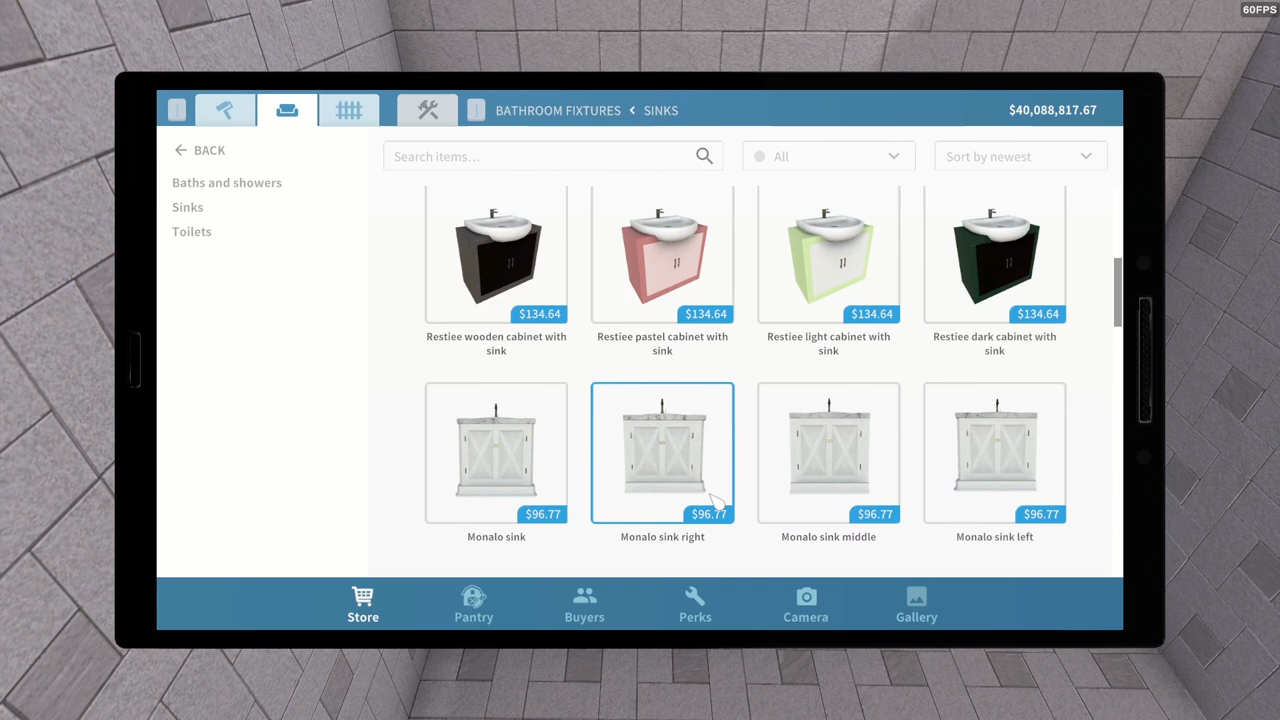 60FPS
BATHROOM FIXTURES < SINKS
$40,088,817.67
BACK
Search items...
All
Sort by newest
Baths and showers
Sinks
Toilets
$134.64
$134.64
$134.64
$134.64
Restiee wooden cabinet with
sink
Restiee pastel cabinet with
sink
Restiee light cabinet with
sink
Restiee dark cabinet with
sink
$96.77
$96.77
$96.77
$96.77
Monalo sink
Monalo sink right
Monalo sink middle
Monalo sink left
Store
Pantry
Buyers
Perks
Camera
Gallery